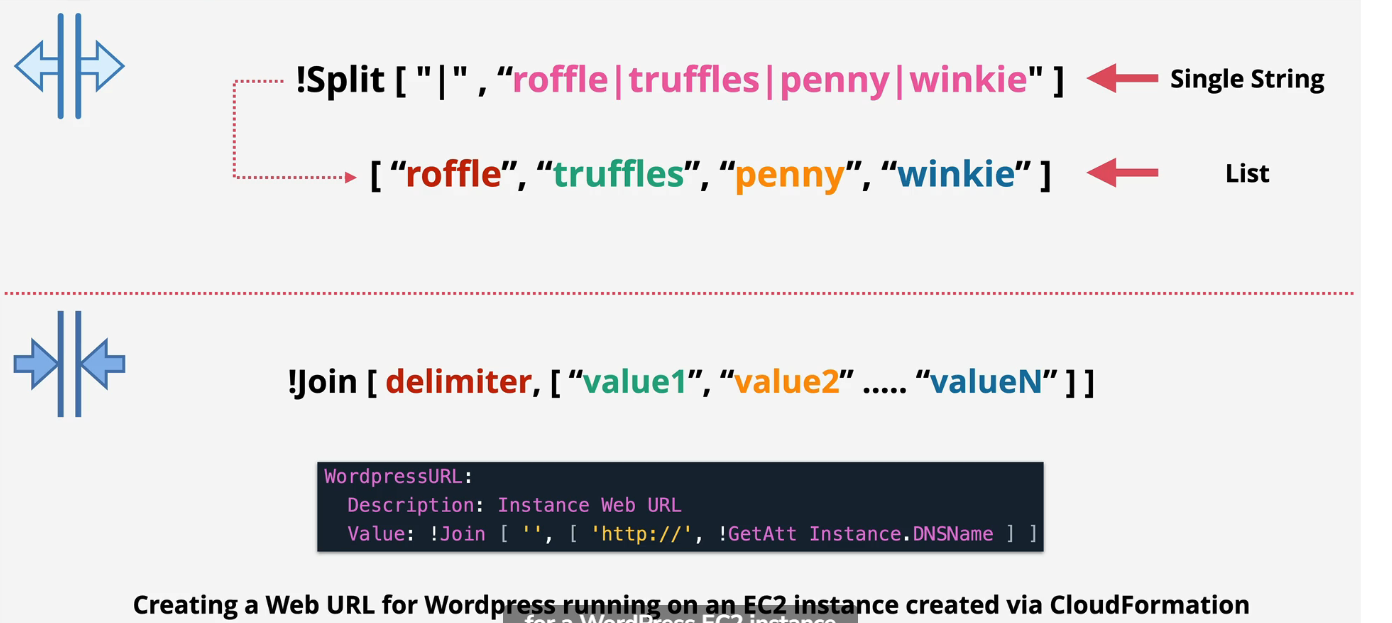 !Split [ "|" , “roffle|truffles|penny|winkie" ]
Single String
[ “roffle”, “truffles”, “penny”, “winkie” ]
List
!Join [ delimiter, [ “value1”, “value2” ..... “valueN” ] ]
WordpressURL:
Description: Instance Web URL
Value: !Join [ '', [ 'http://', !GetAtt Instance.DNSName ] ]
Creating a Web URL for Wordpress running on an EC2 instance created via CloudFormation
for a WordPress EC2 instance